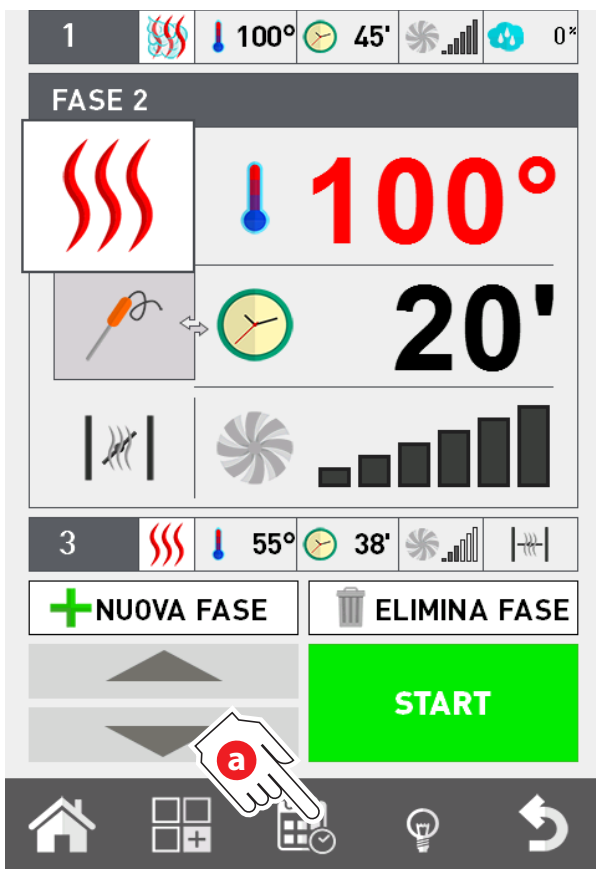 1 100° 45' 0%
FASE 2
100°
20'
3 55° 38'
NUOVA FASE ELIMINA FASE
START
a